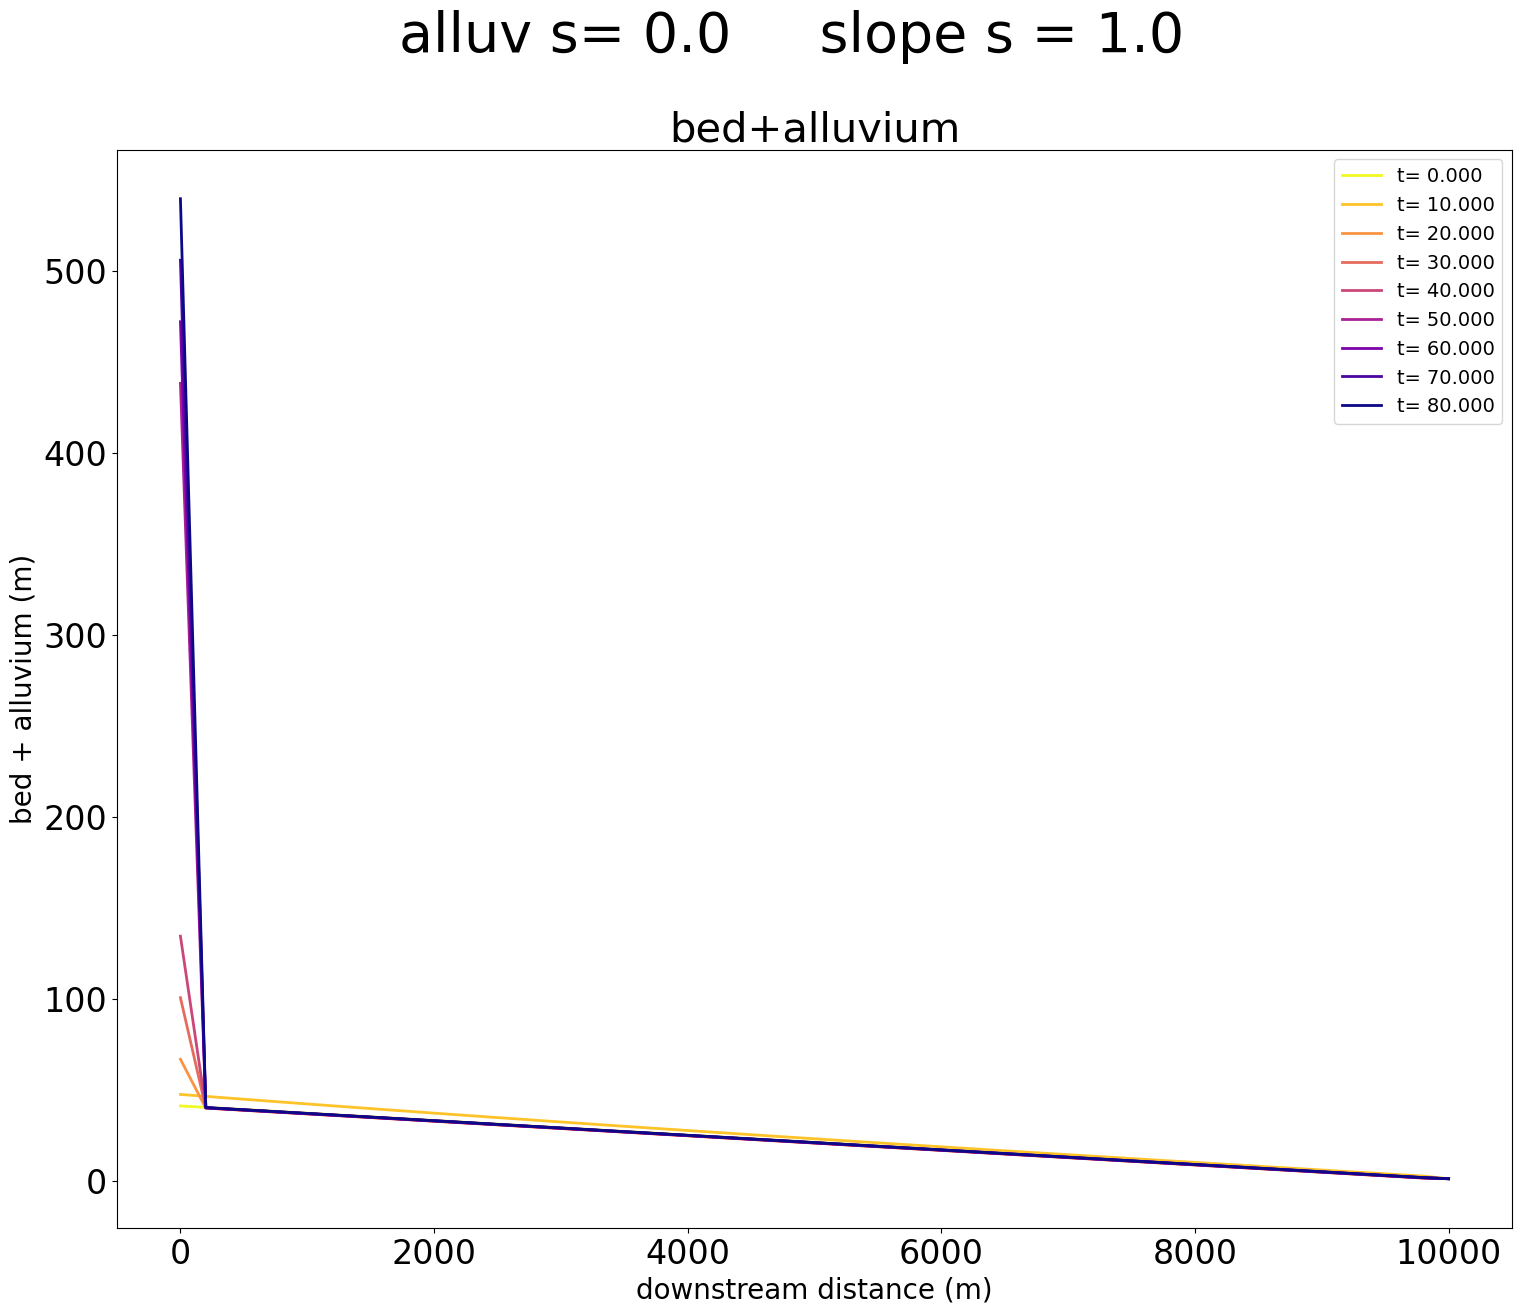 alluv s= 0.0     slope s = 1.0
bed+alluvium
t= 0.000
t= 10.000
t= 20.000
t= 30.000
t= 40.000
t= 50.000
t= 60.000
t= 70.000
t= 80.000
bed + alluvium (m)
500
400
300
200
100
0
0 2000 4000 6000 8000 10000
downstream distance (m)